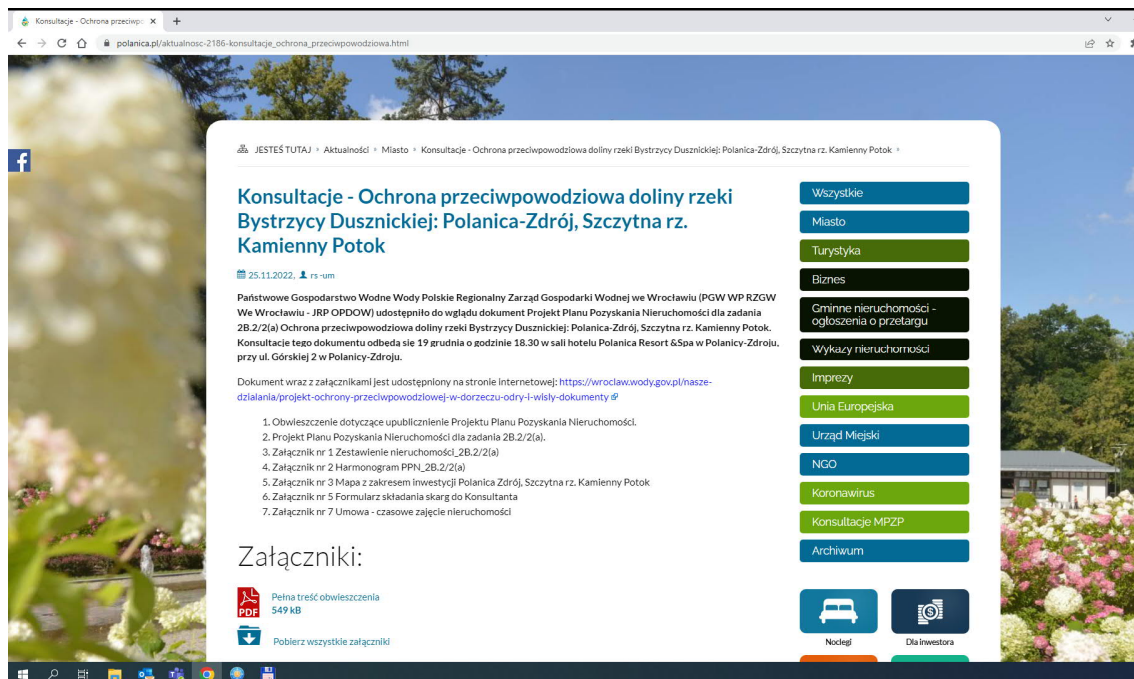 Konsultacje - Ochrona przeciwpo
polanica.pl/aktualnosc-2186-konsultacje_ochrona_przeciwpowodziowa.html
JESTEŚ TUTAJ Aktualności Miasto Konsultacje - Ochrona przeciwpowodziowa doliny rzeki Bystrzycy Dusznickiej: Polanica-Zdrój, Szczytna rz. Kamienny Potok
Konsultacje - Ochrona przeciwpowodziowa doliny rzeki
Bystrzycy Dusznickiej: Polanica-Zdrój, Szczytna rz.
Kamienny Potok
25.11.2022, rs -um
Państwowe Gospodarstwo Wodne Wody Polskie Regionalny Zarząd Gospodarki Wodnej we Wrocławiu (PGW WP RZGW
We Wrocławiu - JRP OPDOW) udostępniło do wglądu dokument Projekt Planu Pozyskania Nieruchomości dla zadania
2B.2/2(a) Ochrona przeciwpowodziowa doliny rzeki Bystrzycy Dusznickiej: Polanica-Zdrój, Szczytna rz. Kamienny Potok.
Konsultacje tego dokumentu odbędą się 19 grudnia o godzinie 18.30 w sali hotelu Polanica Resort &Spa w Polanicy-Zdroju,
przy ul. Górskiej 2 w Polanicy-Zdroju.
Dokument wraz z załącznikami jest udostępniony na stronie internetowej: https://wroclaw.wody.gov.pl/nasze-
dzialania/projekt-ochrony-przeciwpowodziowej-w-dorzeczu-odry-i-wisly-dokumenty
1. Obwieszczenie dotyczące upublicznienie Projektu Planu Pozyskania Nieruchomości.
2. Projekt Planu Pozyskania Nieruchomości dla zadania 2B.2/2(a).
3. Załącznik nr 1 Zestawienie nieruchomości_2B.2/2(a)
4. Załącznik nr 2 Harmonogram PPN_2B.2/2(a)
5. Załącznik nr 3 Mapa z zakresem inwestycji Polanica Zdrój, Szczytna rz. Kamienny Potok
6. Załącznik nr 5 Formularz składania skarg do Konsultanta
7. Załącznik nr 7 Umowa - czasowe zajęcie nieruchomości
Załączniki:
PDF
Pełna treść obwieszczenia
549 kB
Pobierz wszystkie załączniki
Wszystkie
Miasto
Turystyka
Biznes
Gminne nieruchomości -
ogłoszenia o przetargu
Wykazy nieruchomości
Imprezy
Unia Europejska
Urząd Miejski
NGO
Koronawirus
Konsultacje MPZP
Archiwum
Noclegi
Dla inwestora